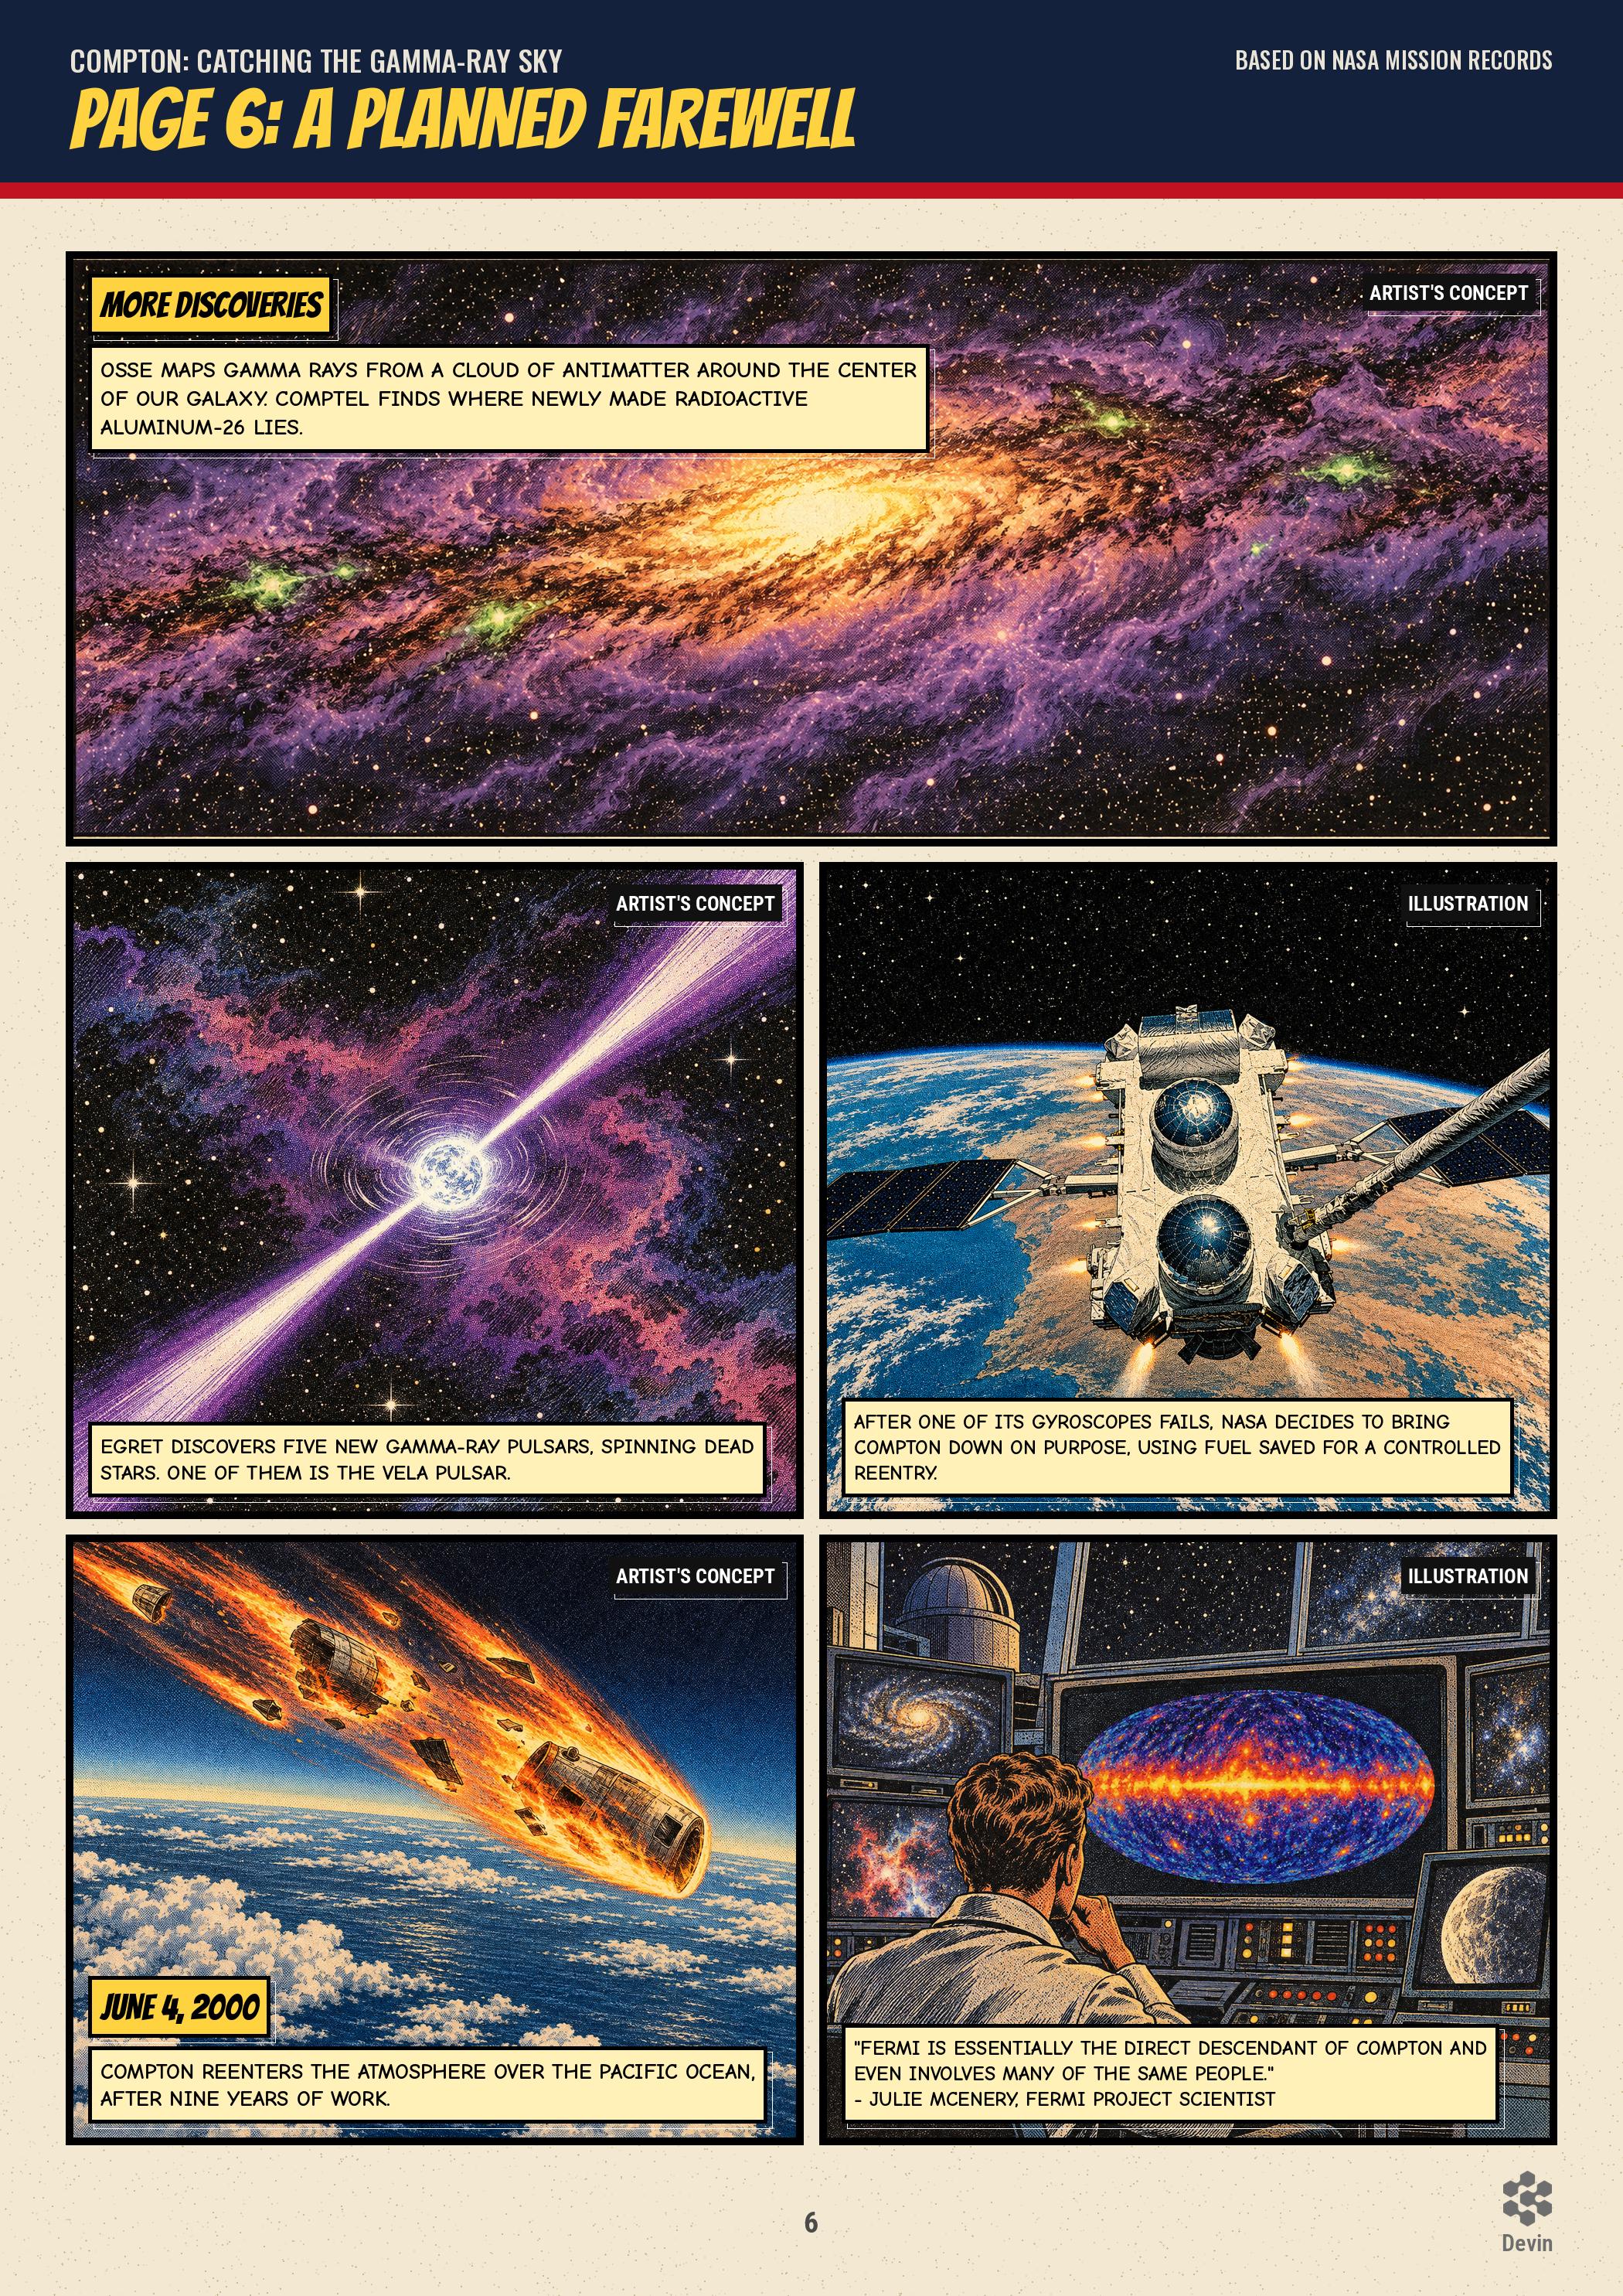 COMPTON: CATCHING THE GAMMA-RAY SKY
BASED ON NASA MISSION RECORDS
PAGE 6: A PLANNED FAREWELL
MORE DISCOVERIES
ARTIST'S CONCEPT
OSSE MAPS GAMMA RAYS FROM A CLOUD OF ANTIMATTER AROUND THE CENTER
OF OUR GALAXY. COMPTEL FINDS WHERE NEWLY MADE RADIOACTIVE
ALUMINUM-26 LIES.
ARTIST'S CONCEPT
EGRET DISCOVERS FIVE NEW GAMMA-RAY PULSARS, SPINNING DEAD
STARS. ONE OF THEM IS THE VELA PULSAR.
ILLUSTRATION
AFTER ONE OF ITS GYROSCOPES FAILS, NASA DECIDES TO BRING
COMPTON DOWN ON PURPOSE, USING FUEL SAVED FOR A CONTROLLED
REENTRY.
ARTIST'S CONCEPT
JUNE 4, 2000
COMPTON REENTERS THE ATMOSPHERE OVER THE PACIFIC OCEAN,
AFTER NINE YEARS OF WORK.
ILLUSTRATION
"FERMI IS ESSENTIALLY THE DIRECT DESCENDANT OF COMPTON AND
EVEN INVOLVES MANY OF THE SAME PEOPLE."
- JULIE MCENERY, FERMI PROJECT SCIENTIST
6
Devin